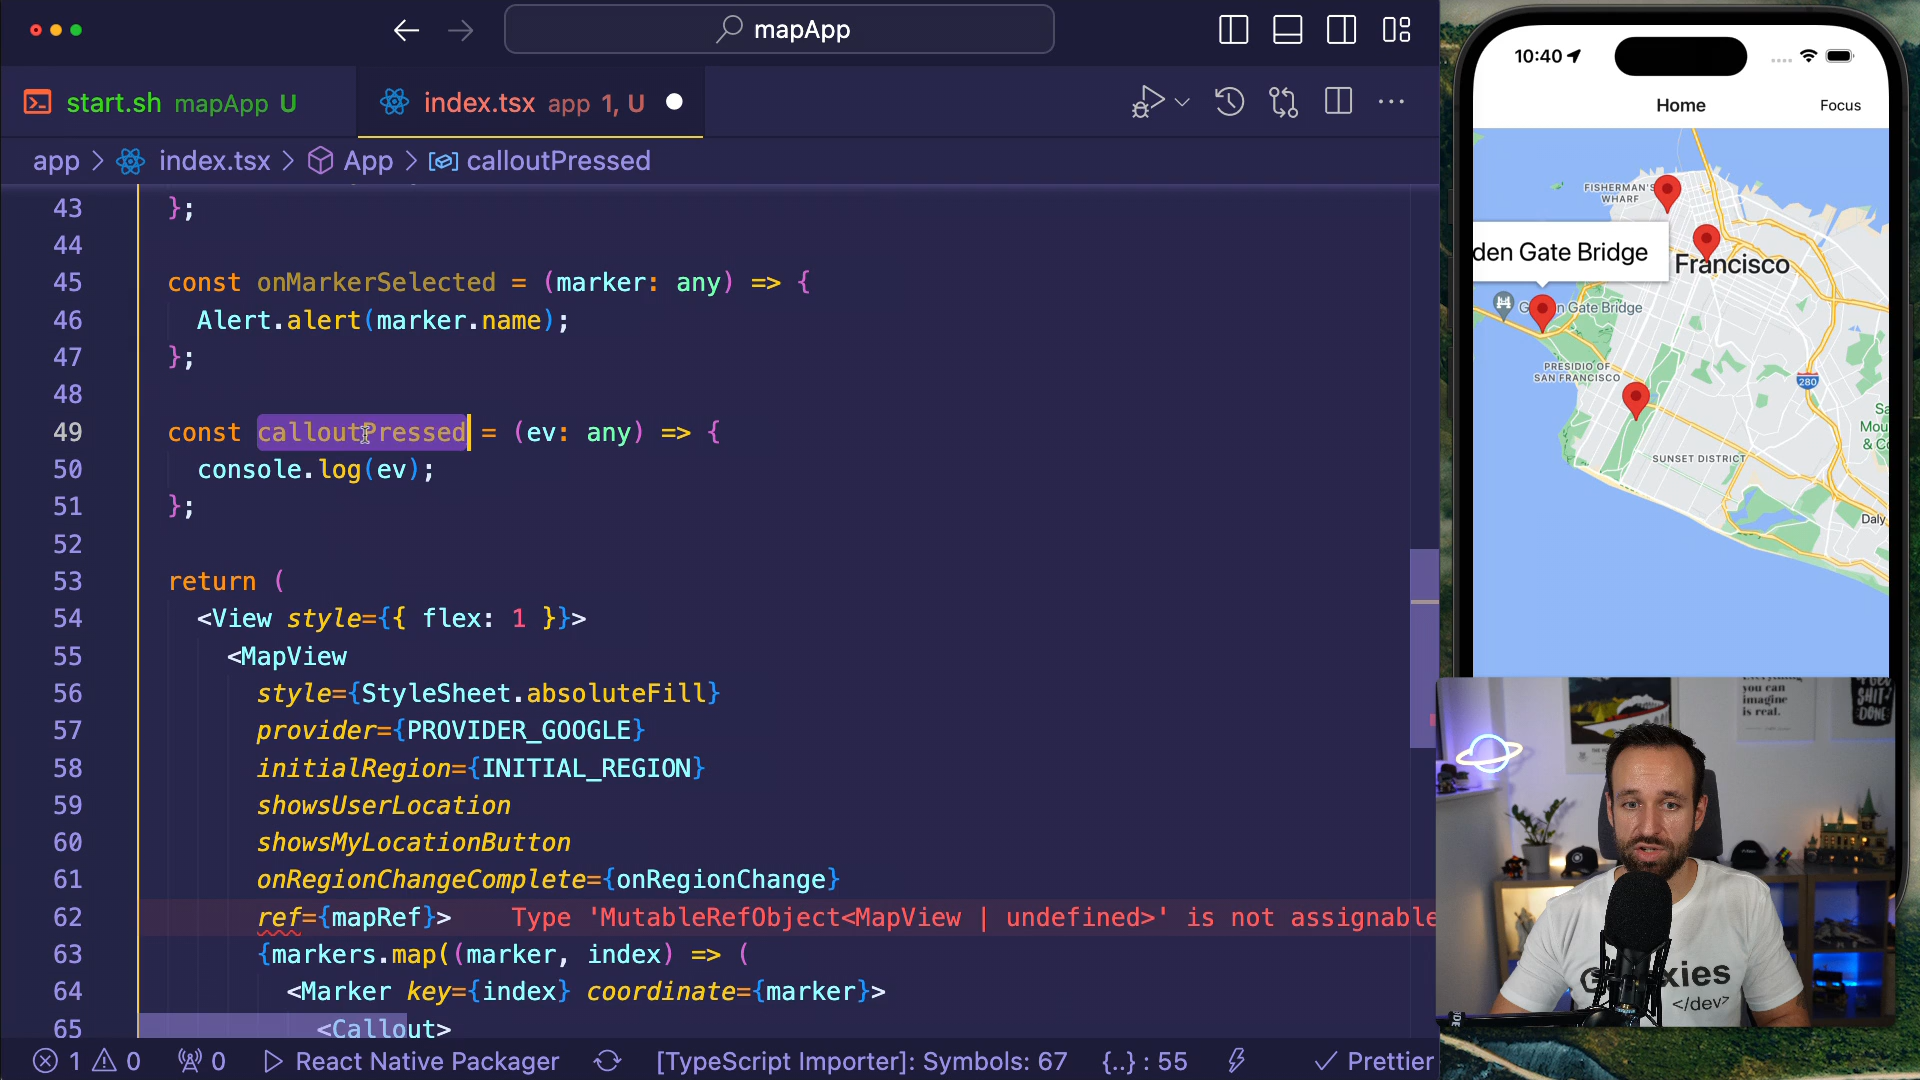 mapApp
start.sh mapApp U
index.tsx app 1, U
app > index.tsx > App > calloutPressed
43 };
44
45 const onMarkerSelected = (marker: any) => {
46 Alert.alert(marker.name);
47 };
48
49 const calloutPressed = (ev: any) => {
50 console.log(ev);
51 };
52
53 return (
54 <View style={{ flex: 1 }}>
55 <MapView
56 style={StyleSheet.absoluteFill}
57 provider={PROVIDER_GOOGLE}
58 initialRegion={INITIAL_REGION}
59 showsUserLocation
60 showsMyLocationButton
61 onRegionChangeComplete={onRegionChange}
62 ref={mapRef}> Type 'MutableRefObject<MapView | undefined>' is not assignable
63 {markers.map((marker, index) => (
64 <Marker key={index} coordinate={marker}>
65 <Callout>
1 0 0 React Native Packager [TypeScript Importer]: Symbols: 67 {..} : 55 Prettier
10:40
Home Focus
FISHERMAN'S
WHARF
den Gate Bridge
Francisco
n Gate Bridge
PRESIDIO OF
SAN FRANCISCO
280
Sa
Mou
& C
SUNSET DISTRICT
Daly
you can
imagine
is real.
SHIT
DONE
xies
</dev>